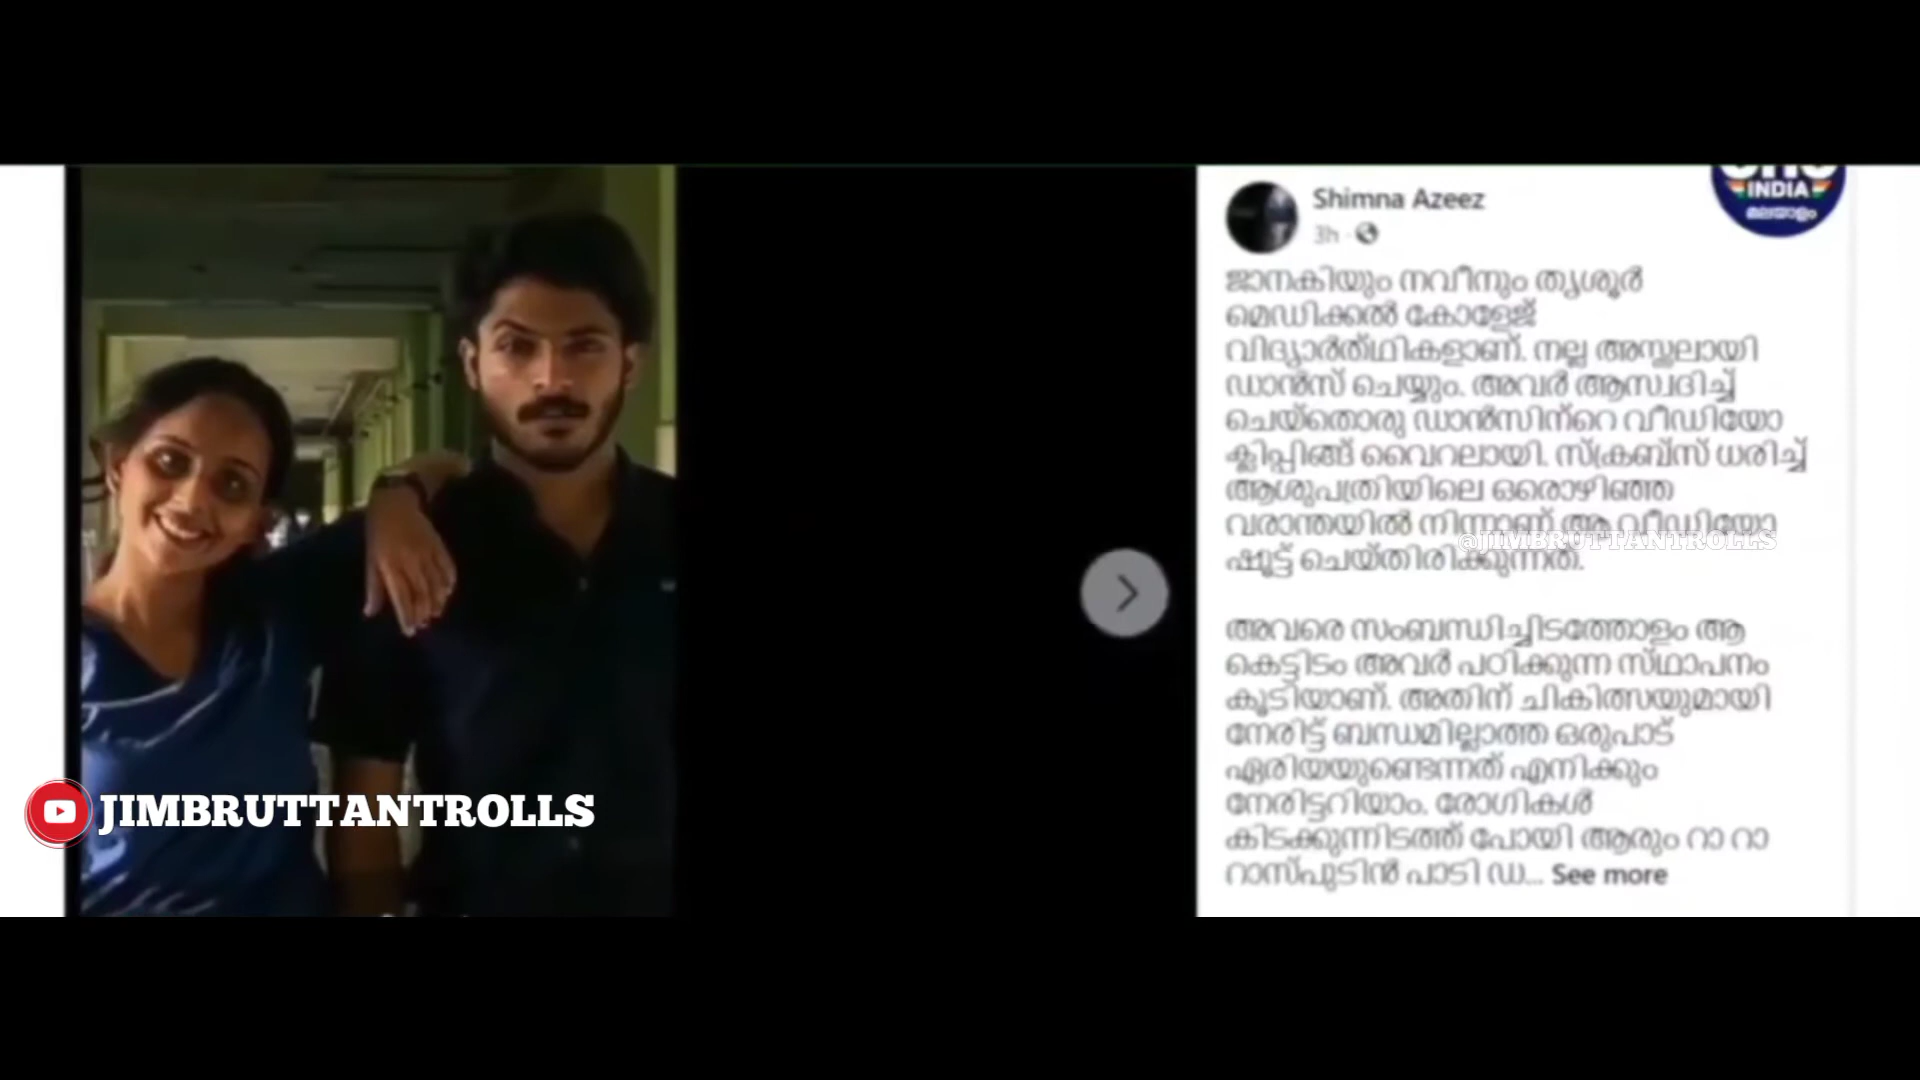 INDIA
മലയാളം
Shimna Azeez
3h
ജാനകിയും നവീനും തൃശൂർ
മെഡിക്കൽ കോളേജ്
വിദ്യാർത്ഥികളാണ്. നല്ല അസ്സലായി
ഡാൻസ് ചെയ്യും. അവർ ആസ്വദിച്ച്
ചെയ്തൊരു ഡാൻസിന്റെ വീഡിയോ
ക്ലിപ്പിങ്ങ് വൈറലായി. സ്ക്രബ്സ് ധരിച്ച്
ആശുപത്രിയിലെ ഒരൊഴിഞ്ഞ
വരാന്തയിൽ നിന്നാണ് ആ വീഡിയോ
@JIMBRUTTANTROLLS
ഷൂട്ട് ചെയ്തിരിക്കുന്നത്.
അവരെ സംബന്ധിച്ചിടത്തോളം ആ
കെട്ടിടം അവർ പഠിക്കുന്ന സ്ഥാപനം
കൂടിയാണ്. അതിന് ചികിത്സയുമായി
നേരിട്ട് ബന്ധമില്ലാത്ത ഒരുപാട്
ഏരിയയുണ്ടെന്നത് എനിക്കും
നേരിട്ടറിയാം. രോഗികൾ
കിടക്കുന്നിടത്ത് പോയി ആരും റാ റാ
റാസ്പുടിൻ പാടി ഡ... See more
JIMBRUTTANTROLLS